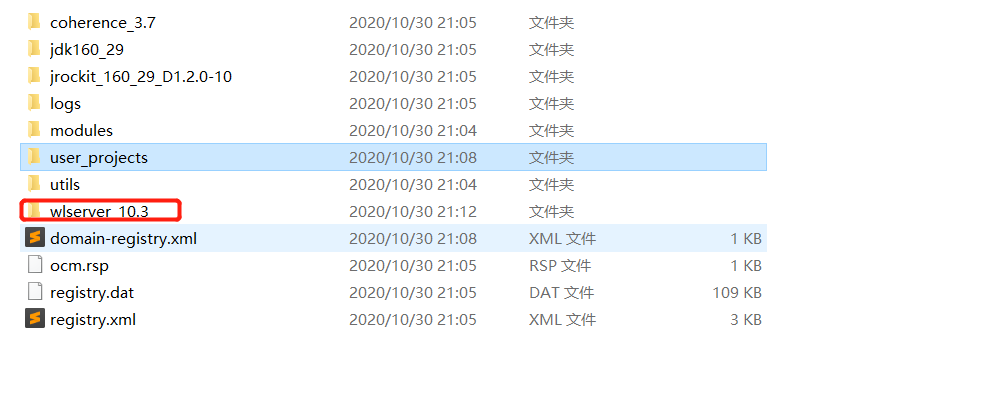 coherence_3.7 2020/10/30 21:05 文件夹
jdk160_29 2020/10/30 21:05 文件夹
jrockit_160_29_D1.2.0-10 2020/10/30 21:05 文件夹
logs 2020/10/30 21:05 文件夹
modules 2020/10/30 21:04 文件夹
user_projects 2020/10/30 21:08 文件夹
utils 2020/10/30 21:04 文件夹
wlserver_10.3 2020/10/30 21:12 文件夹
domain-registry.xml 2020/10/30 21:08 XML 文件 1 KB
ocm.rsp 2020/10/30 21:05 RSP 文件 1 KB
registry.dat 2020/10/30 21:05 DAT 文件 109 KB
registry.xml 2020/10/30 21:05 XML 文件 3 KB